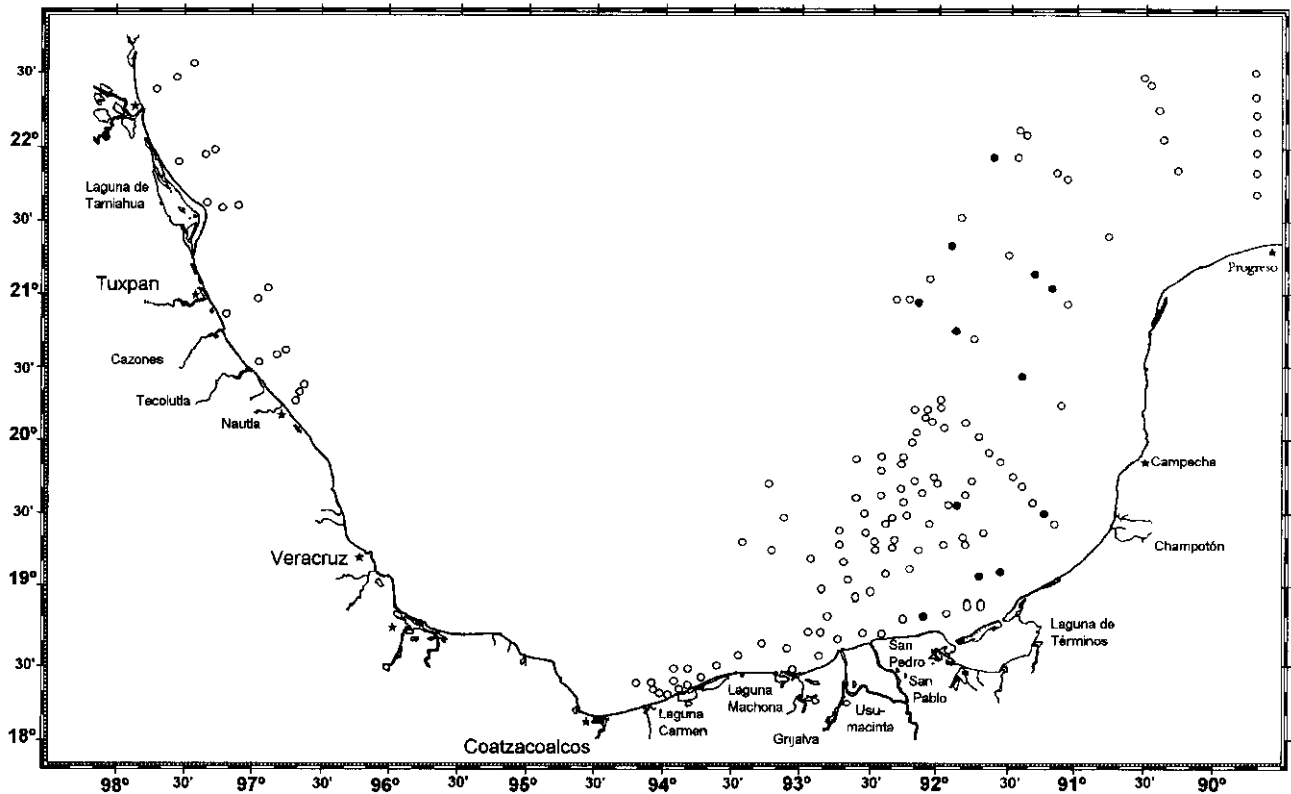 30'
22º
Laguna de
Tamiahua
30'
Tuxpan
21º
Progreso
Cazones
30'
Tecolutla
Nautla
20º
Campeche
30'
Veracruz
Champotón
19º
Laguna de
Términos
30'
San
Pedro
San
Pablo
Laguna
Machona
Laguna
Carmen
Usu-
macinta
Grijalva
Coatzacoalcos
18º
98º 30' 97º 30' 96º 30' 95º 30' 94º 30' 93º 30' 92º 30' 91º 30' 90º